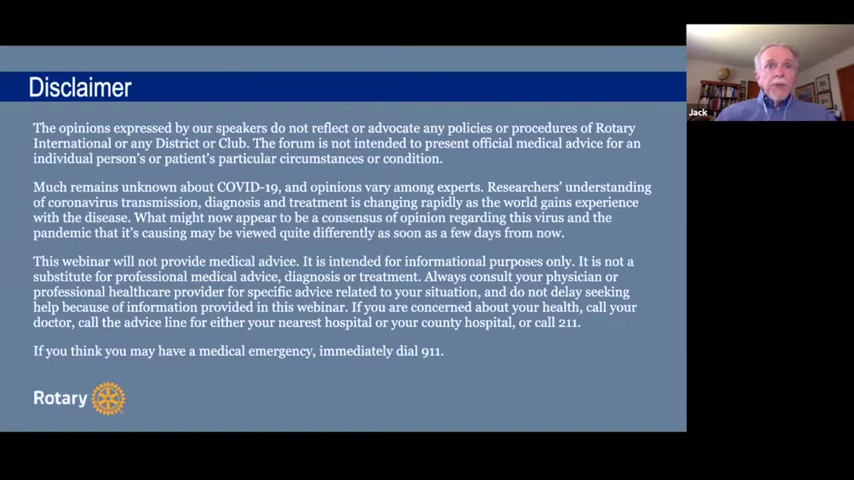 Disclaimer
The opinions expressed by our speakers do not reflect or advocate any policies or procedures of Rotary
International or any District or Club. The forum is not intended to present official medical advice for an
individual person's or patient's particular circumstances or condition.
Much remains unknown about COVID-19, and opinions vary among experts. Researchers' understanding
of coronavirus transmission, diagnosis and treatment is changing rapidly as the world gains experience
with the disease. What might now appear to be a consensus of opinion regarding this virus and the
pandemic that it's causing may be viewed quite differently as soon as a few days from now.
This webinar will not provide medical advice. It is intended for informational purposes only. It is not a
substitute for professional medical advice, diagnosis or treatment. Always consult your physician or
professional healthcare provider for specific advice related to your situation, and do not delay seeking
help because of information provided in this webinar. If you are concerned about your health, call your
doctor, call the advice line for either your nearest hospital or your county hospital, or call 211.
If you think you may have a medical emergency, immediately dial 911.
Rotary
Jack